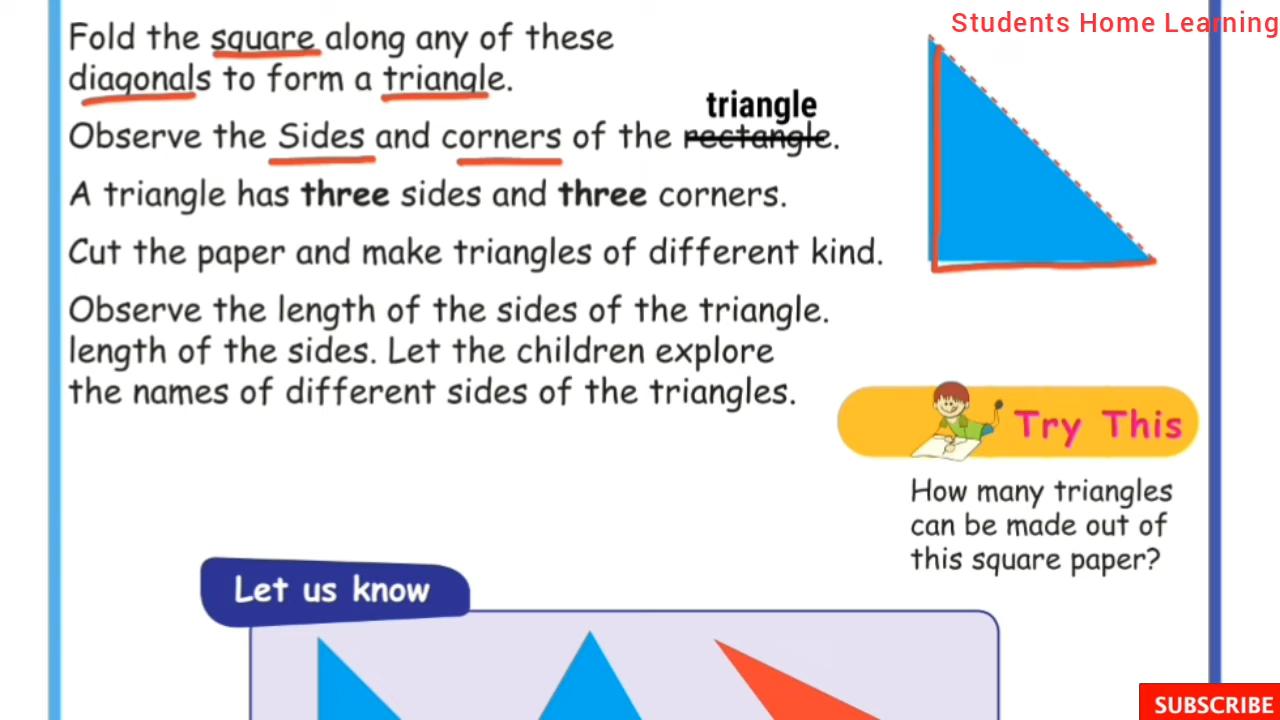 Students Home Learning
Fold the square along any of these
diagonals to form a triangle.
triangle
Observe the Sides and corners of the rectangle.
A triangle has three sides and three corners.
Cut the paper and make triangles of different kind.
Observe the length of the sides of the triangle.
length of the sides. Let the children explore
the names of different sides of the triangles.
Try This
How many triangles
can be made out of
this square paper?
Let us know
SUBSCRIBE